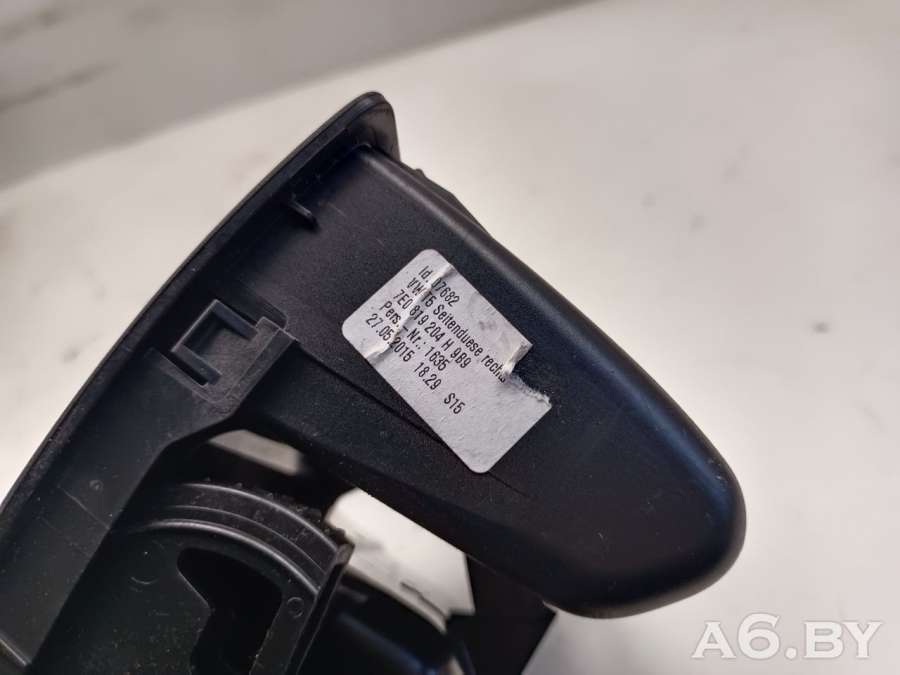 Id. 07682
VW T5 Seitenduese rechts
7E0 819 204 H 9B9
Pers.-Nr.: 1635
27.05.2015 18:29 S15
A6.BY